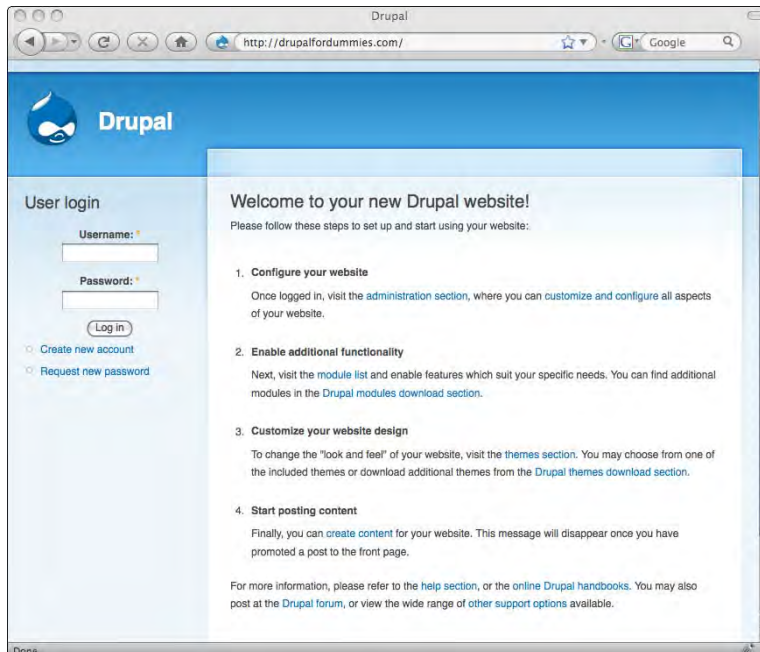 Drupal
http://drupalfordummies.com/
Google
Drupal
User login
Username: *
Password: *
Log in
Create new account
Request new password
Welcome to your new Drupal website!
Please follow these steps to set up and start using your website:
1. Configure your website
Once logged in, visit the administration section, where you can customize and configure all aspects
of your website.
2. Enable additional functionality
Next, visit the module list and enable features which suit your specific needs. You can find additional
modules in the Drupal modules download section.
3. Customize your website design
To change the "look and feel" of your website, visit the themes section. You may choose from one of
the included themes or download additional themes from the Drupal themes download section.
4. Start posting content
Finally, you can create content for your website. This message will disappear once you have
promoted a post to the front page.
For more information, please refer to the help section, or the online Drupal handbooks. You may also
post at the Drupal forum, or view the wide range of other support options available.
Done